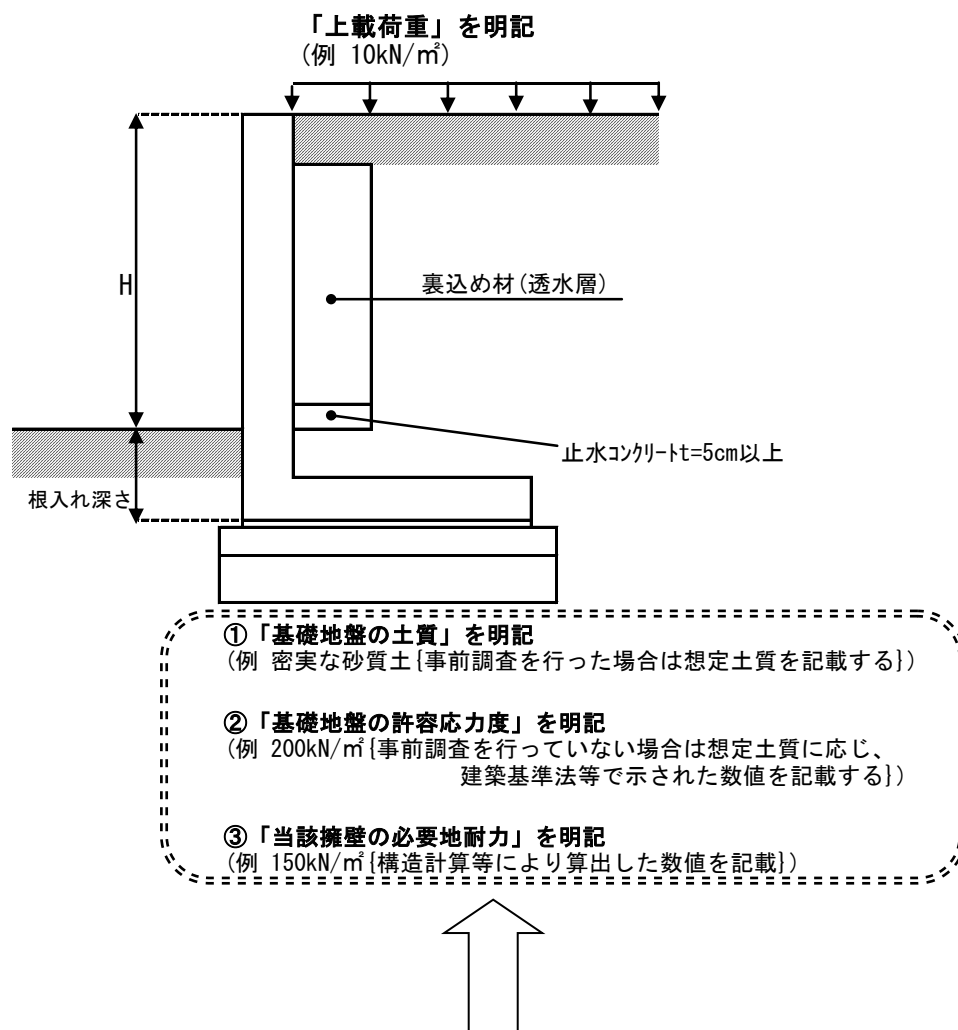 「上載荷重」を明記
(例 10kN/㎡)
H
裏込め材(透水層)
止水ｺﾝｸﾘｰﾄt=5cm以上
根入れ深さ
①「基礎地盤の土質」を明記
(例 密実な砂質土{事前調査を行った場合は想定土質を記載する})
②「基礎地盤の許容応力度」を明記
(例 200kN/㎡{事前調査を行っていない場合は想定土質に応じ、
建築基準法等で示された数値を記載する})
③「当該擁壁の必要地耐力」を明記
(例 150kN/㎡{構造計算等により算出した数値を記載})